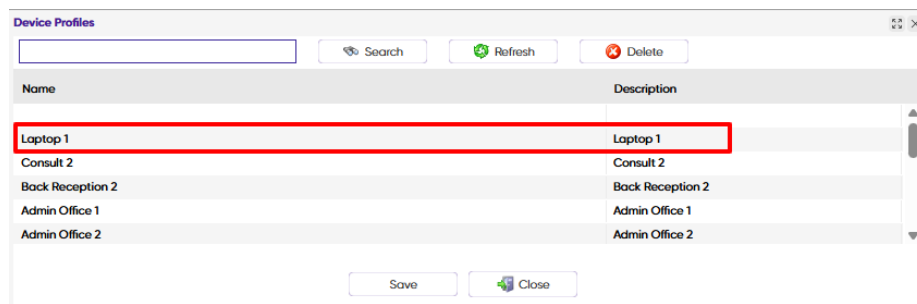 Device Profiles
Search Refresh Delete
Name Description
Laptop 1 Laptop 1
Consult 2 Consult 2
Back Reception 2 Back Reception 2
Admin Office 1 Admin Office 1
Admin Office 2 Admin Office 2
Save Close